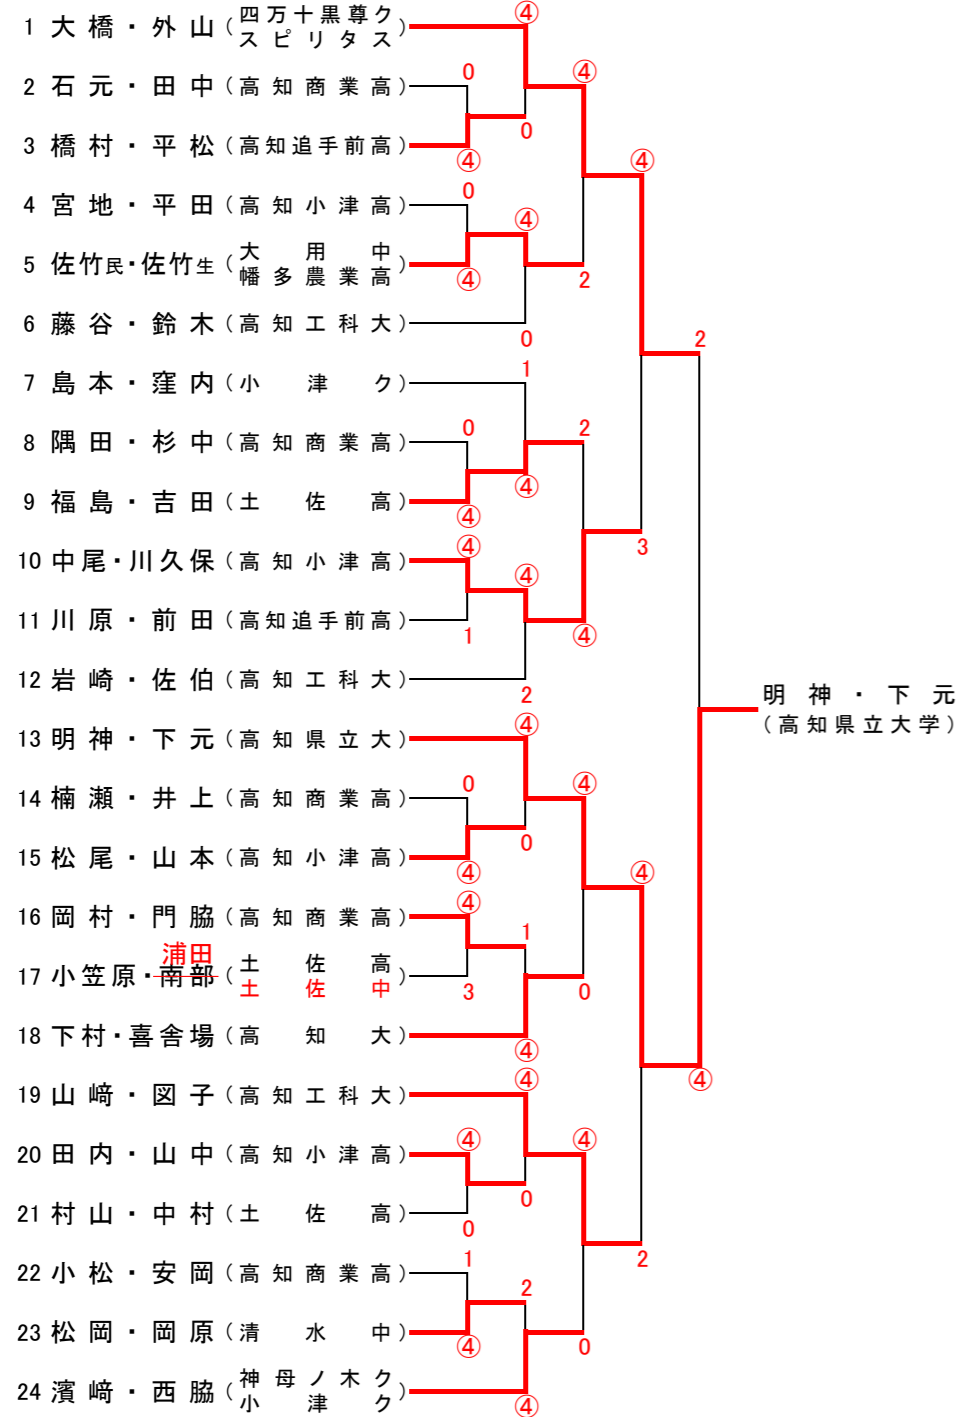 1 大橋・外山(四万十黒尊ク
スピリタス)
④
2 石元・田中(高知商業高)
0
④
0
3 橋村・平松(高知追手前高)
④
④
4 宮地・平田(高知小津高)
0
④
5 佐竹民・佐竹生(大用中
幡多農業高)
④
2
6 藤谷・鈴木(高知工科大)
0
2
7 島本・窪内(小津ク)
1
8 隅田・杉中(高知商業高)
0
2
9 福島・吉田(土佐高)
④
④
10 中尾・川久保(高知小津高)
④
④
3
11 川原・前田(高知追手前高)
1
④
12 岩崎・佐伯(高知工科大)
2
明神・下元
(高知県立大学)
13 明神・下元(高知県立大)
④
14 楠瀬・井上(高知商業高)
0
④
0
15 松尾・山本(高知小津高)
④
④
16 岡村・門脇(高知商業高)
④
1
浦田
17 小笠原・南部(土佐高
土佐中)
3
0
18 下村・喜舎場(高知大)
④
④
19 山﨑・図子(高知工科大)
④
20 田内・山中(高知小津高)
④
④
0
21 村山・中村(土佐高)
0
2
22 小松・安岡(高知商業高)
1
2
23 松岡・岡原(清水中)
④
0
24 濱﨑・西脇(神母ノ木ク
小津ク)
④